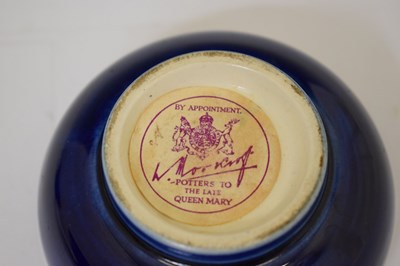 BY APPOINTMENT.
W. Moorcroft
POTTERS TO
THE LATE
QUEEN MARY